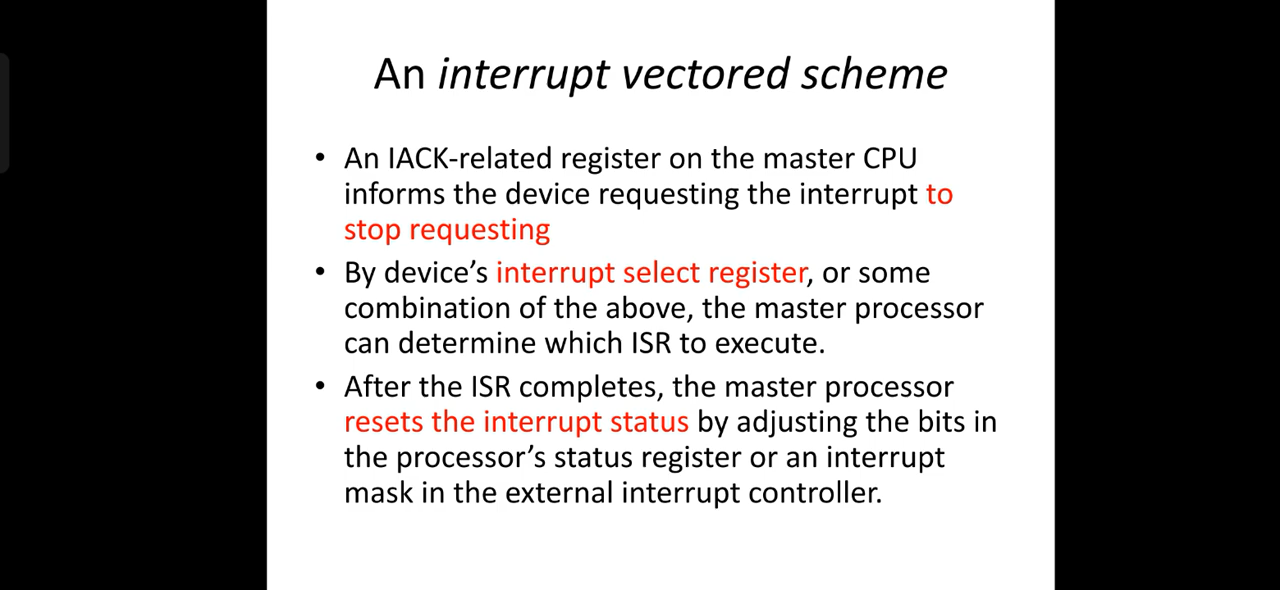 An interrupt vectored scheme
• An IACK-related register on the master CPU
informs the device requesting the interrupt to
stop requesting
• By device’s interrupt select register, or some
combination of the above, the master processor
can determine which ISR to execute.
• After the ISR completes, the master processor
resets the interrupt status by adjusting the bits in
the processor’s status register or an interrupt
mask in the external interrupt controller.